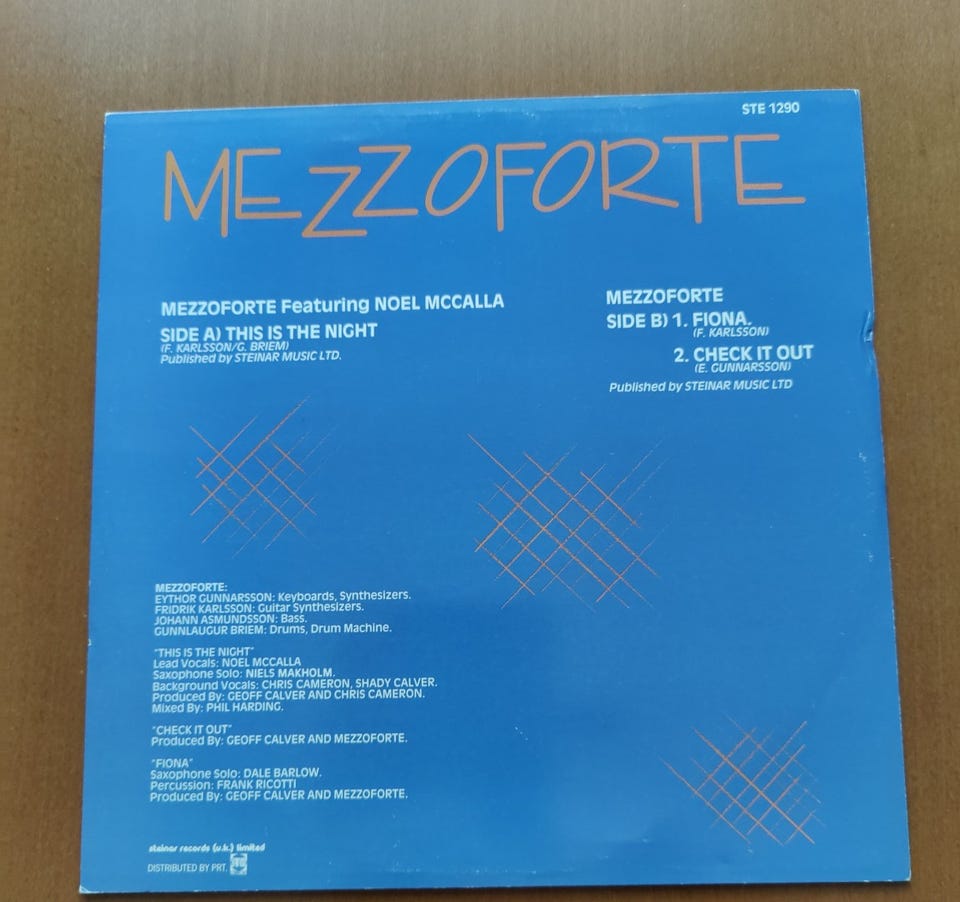 STE 1290
MEZZOFORTE
MEZZOFORTE Featuring NOEL MCCALLA
SIDE A) THIS IS THE NIGHT
(F. KARLSSON/G. BRIEM)
Published by STEINAR MUSIC LTD.
MEZZOFORTE
SIDE B) 1. FIONA.
(F. KARLSSON)
2. CHECK IT OUT
(E. GUNNARSSON)
Published by STEINAR MUSIC LTD
MEZZOFORTE:
EYTHOR GUNNARSSON: Keyboards, Synthesizers.
FRIDRIK KARLSSON: Guitar Synthesizers.
JOHANN ASMUNDSSON: Bass.
GUNNLAUGUR BRIEM: Drums, Drum Machine.
"THIS IS THE NIGHT"
Lead Vocals: NOEL MCCALLA
Saxophone Solo: NIELS MAKHOLM.
Background Vocals: CHRIS CAMERON, SHADY CALVER.
Produced By: GEOFF CALVER AND CHRIS CAMERON.
Mixed By: PHIL HARDING.
"CHECK IT OUT"
Produced By: GEOFF CALVER AND MEZZOFORTE.
"FIONA"
Saxophone Solo: DALE BARLOW.
Percussion: FRANK RICOTTI
Produced By: GEOFF CALVER AND MEZZOFORTE.
steinar records (u.k.) limited
DISTRIBUTED BY PRT.